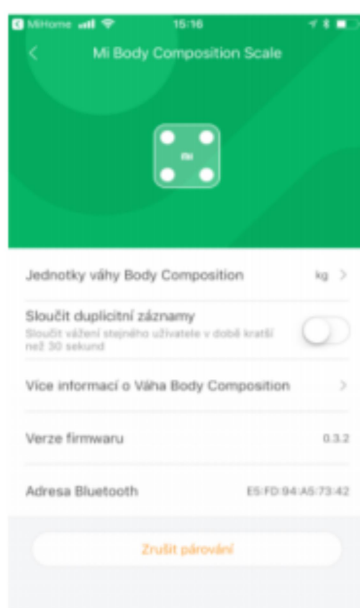 MiHome 15:16
Mi Body Composition Scale
MI
Jednotky váhy Body Composition kg
Sloučit duplicitní záznamy
Sloučit vážení stejného uživatele v době kratší
než 30 sekund
Více informací o Váha Body Composition
Verze firmwaru 0.3.2
Adresa Bluetooth E5:FD:94:A5:73:42
Zrušit párování